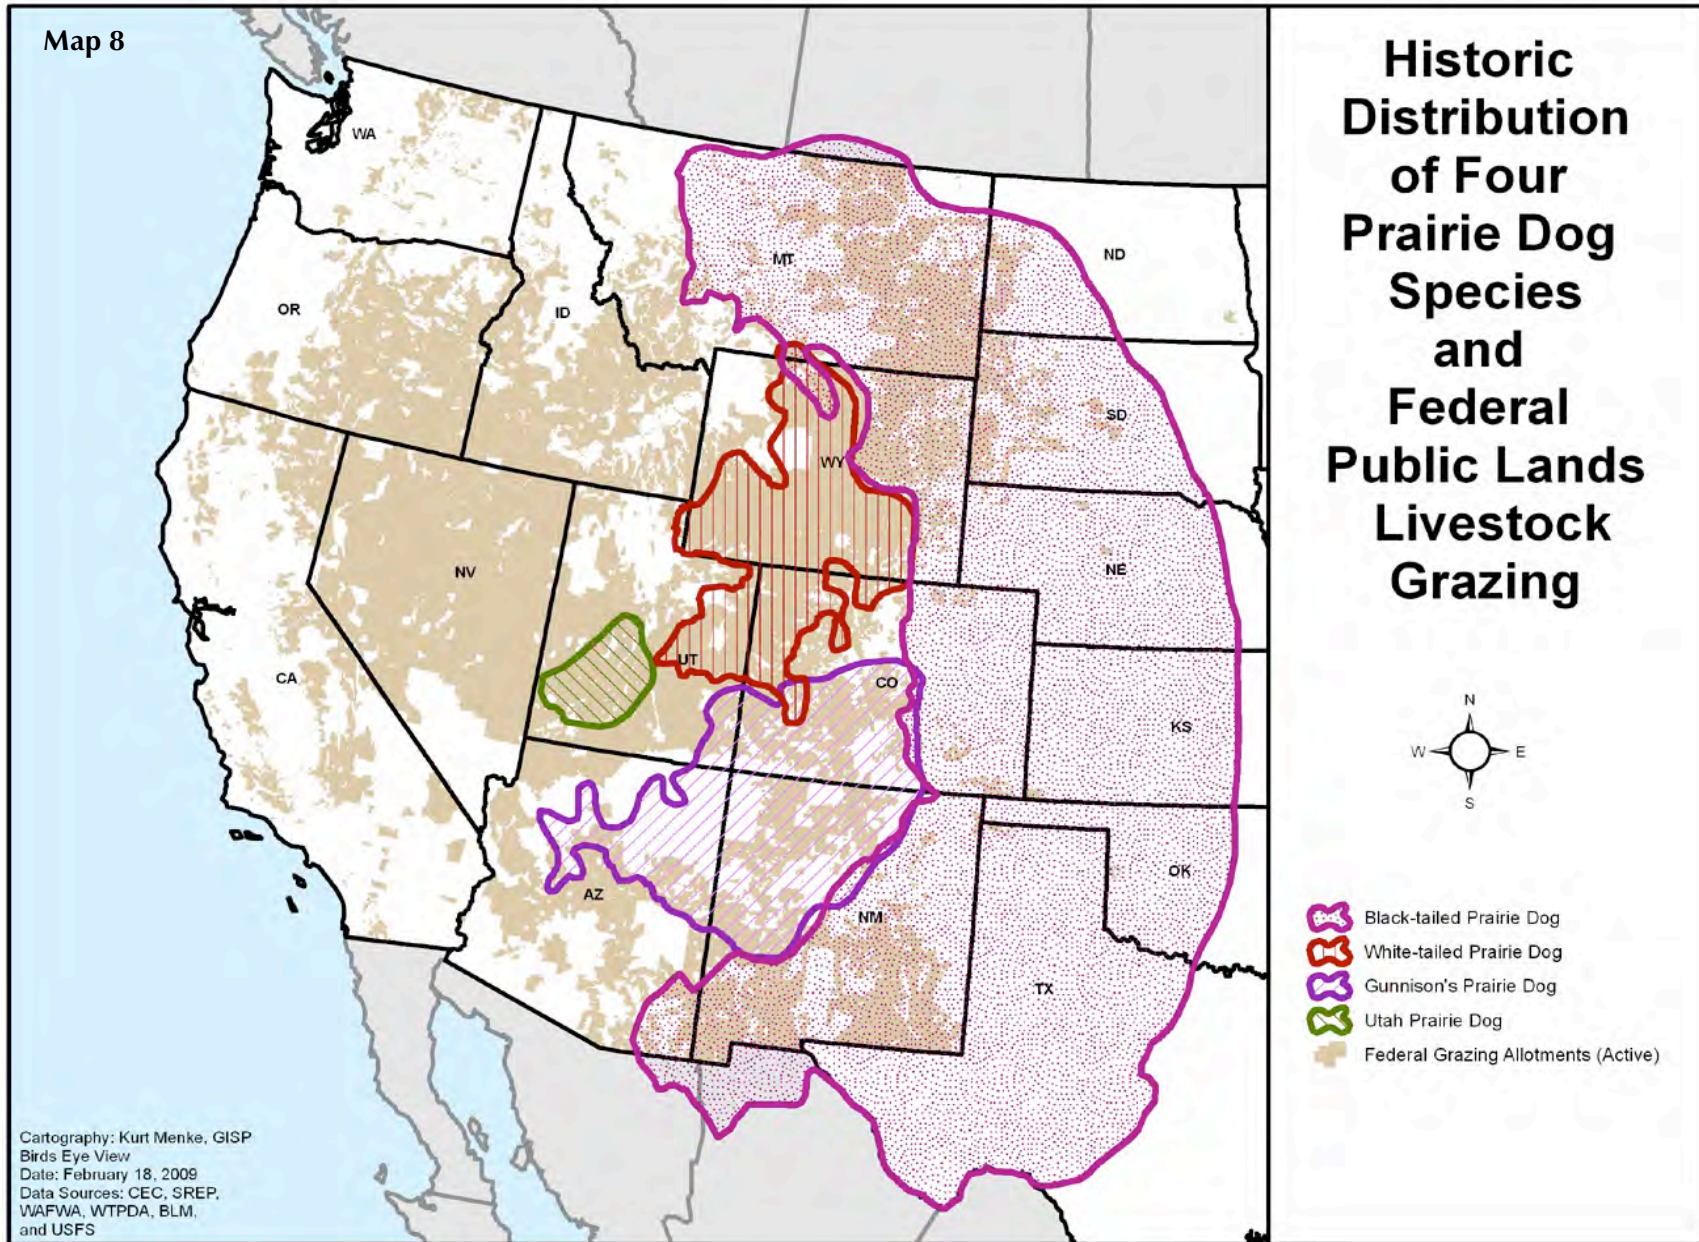 Map 8
Historic
Distribution
of Four
Prairie Dog
Species
and
Federal
Public Lands
Livestock
Grazing
WA
MT
ND
OR
ID
SD
WY
NE
NV
UT
CA
CO
KS
OK
AZ
NM
TX
N
W
E
S
Black-tailed Prairie Dog
White-tailed Prairie Dog
Gunnison's Prairie Dog
Utah Prairie Dog
Federal Grazing Allotments (Active)
Cartography: Kurt Menke, GISP
Birds Eye View
Date: February 18, 2009
Data Sources: CEC, SREP,
WAFWA, WTPDA, BLM,
and USFS